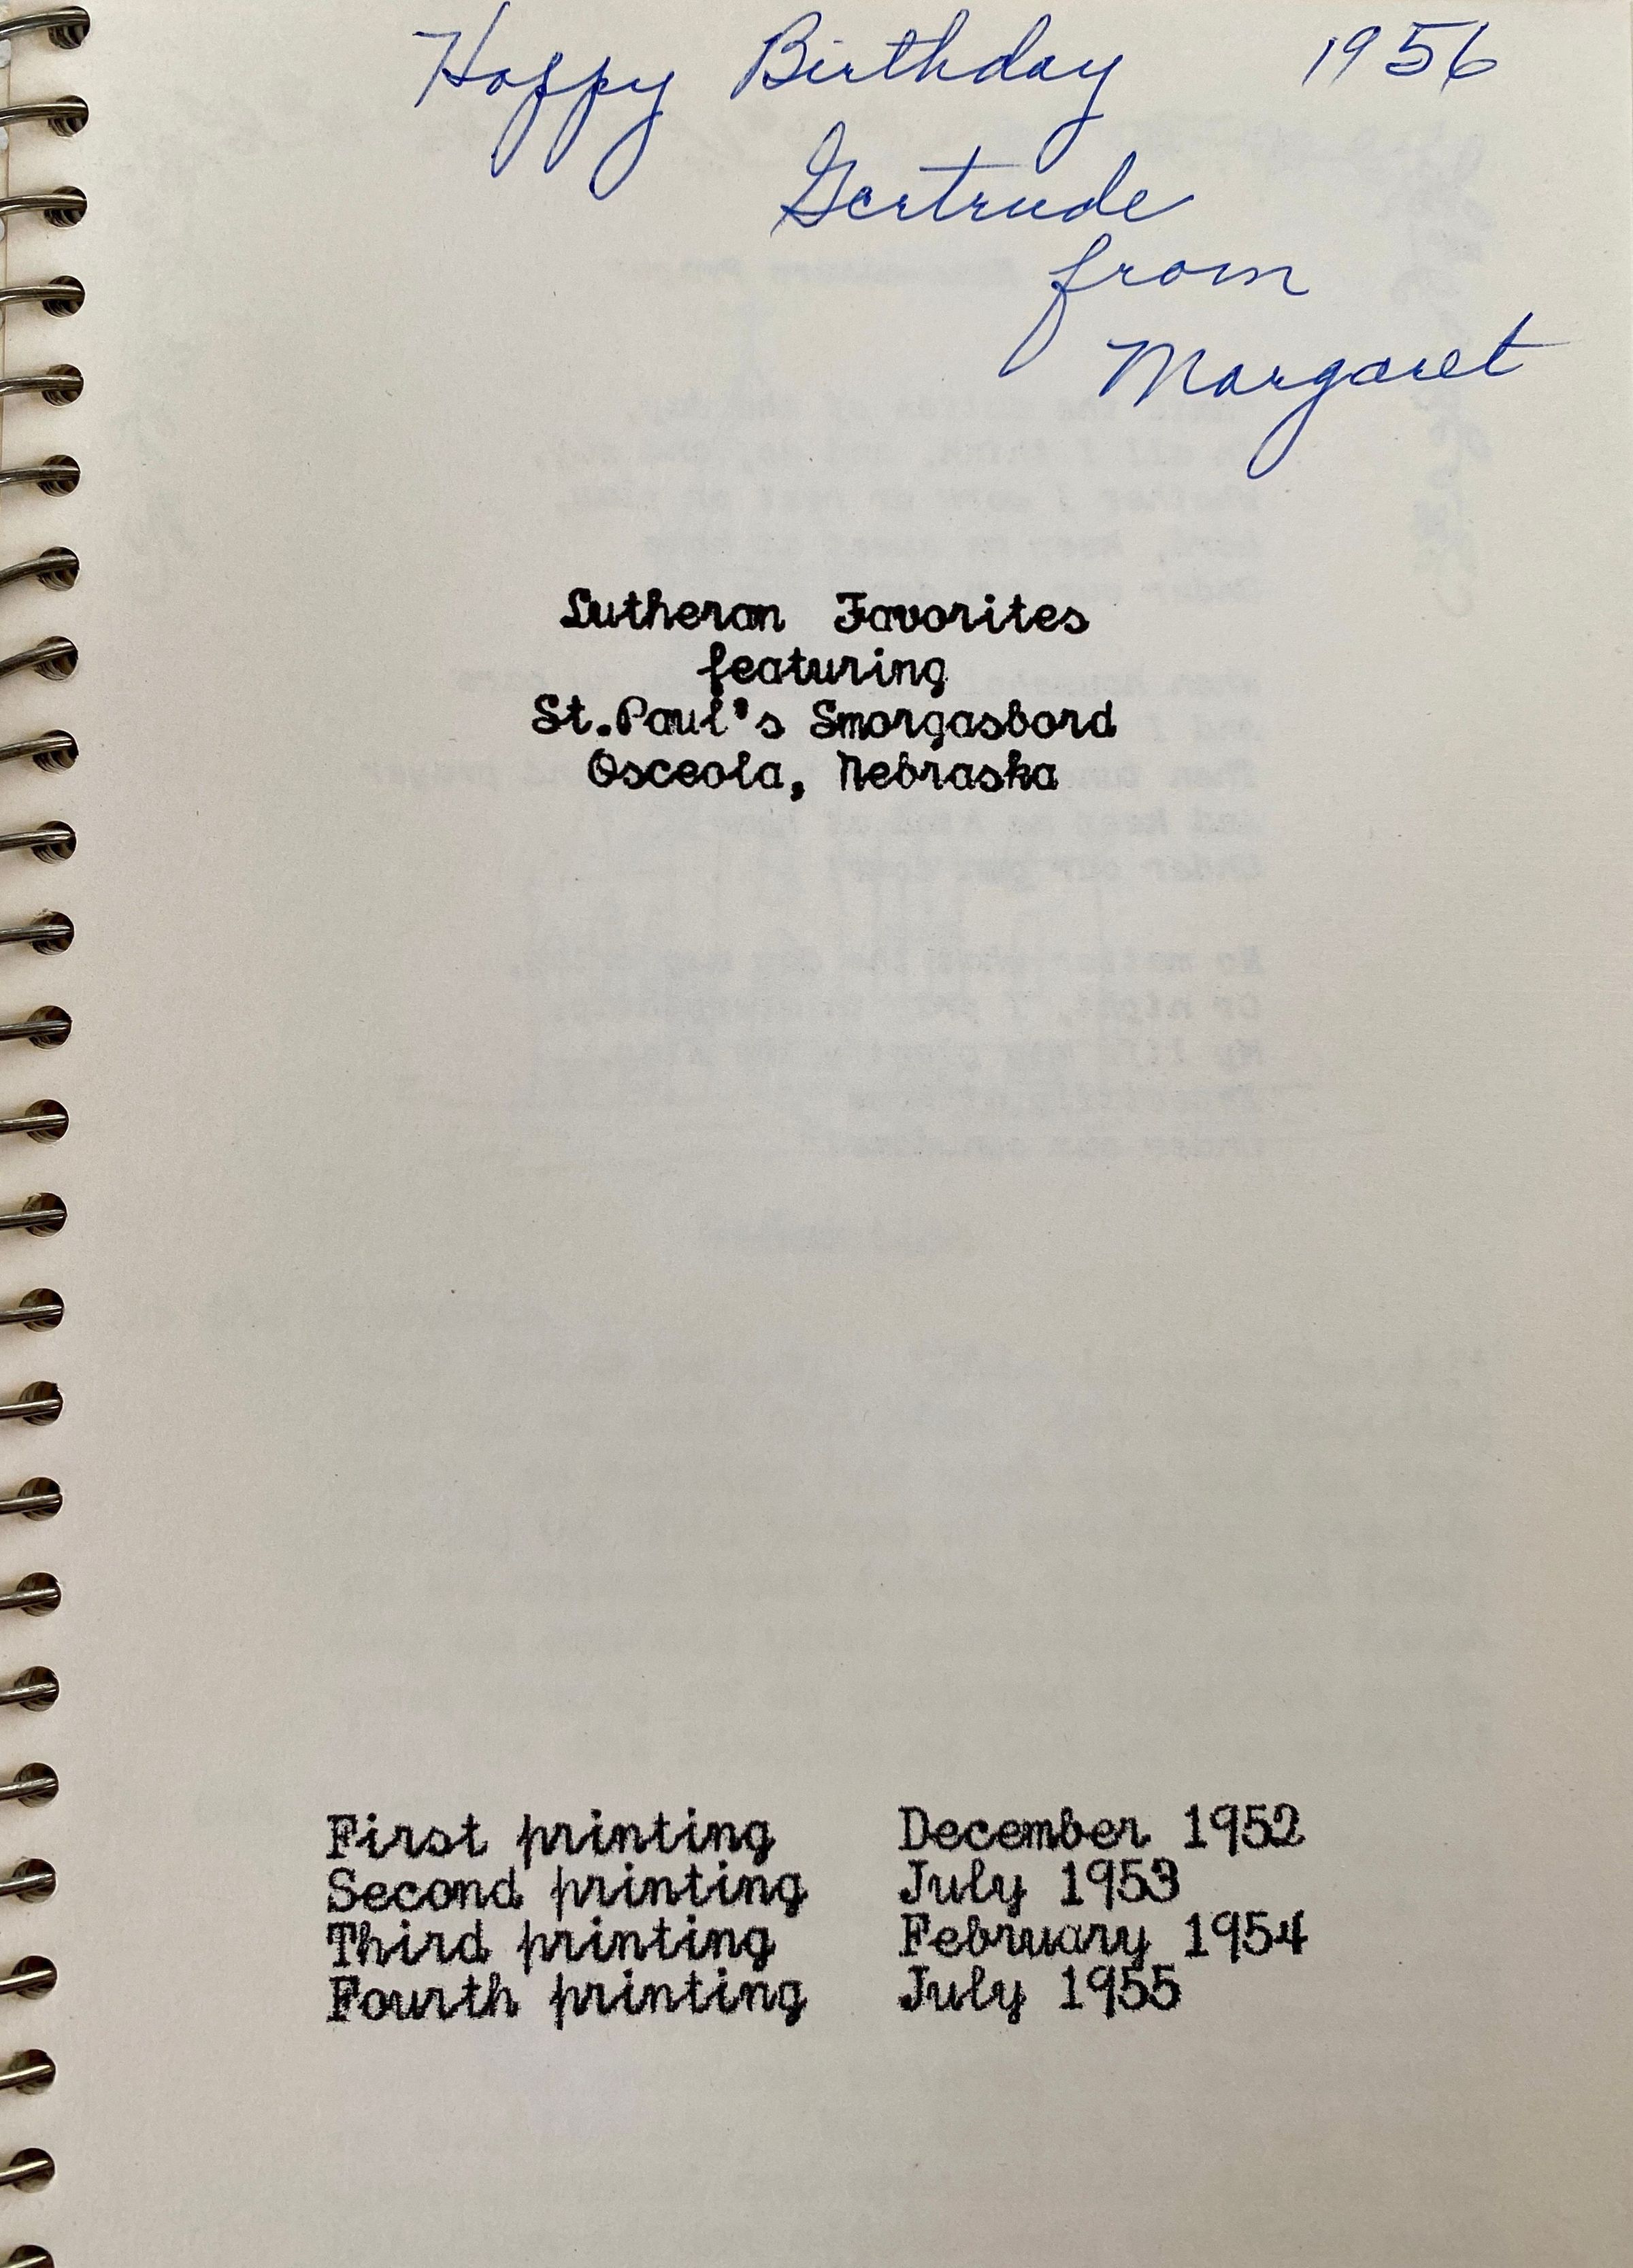 Happy Birthday 1956
Gertrude
from
Margaret
Lutheran Favorites
featuring
St.Paul's Smorgasbord
Osceola, Nebraska
First printing December 1952
Second printing July 1953
Third printing February 1954
Fourth printing July 1955